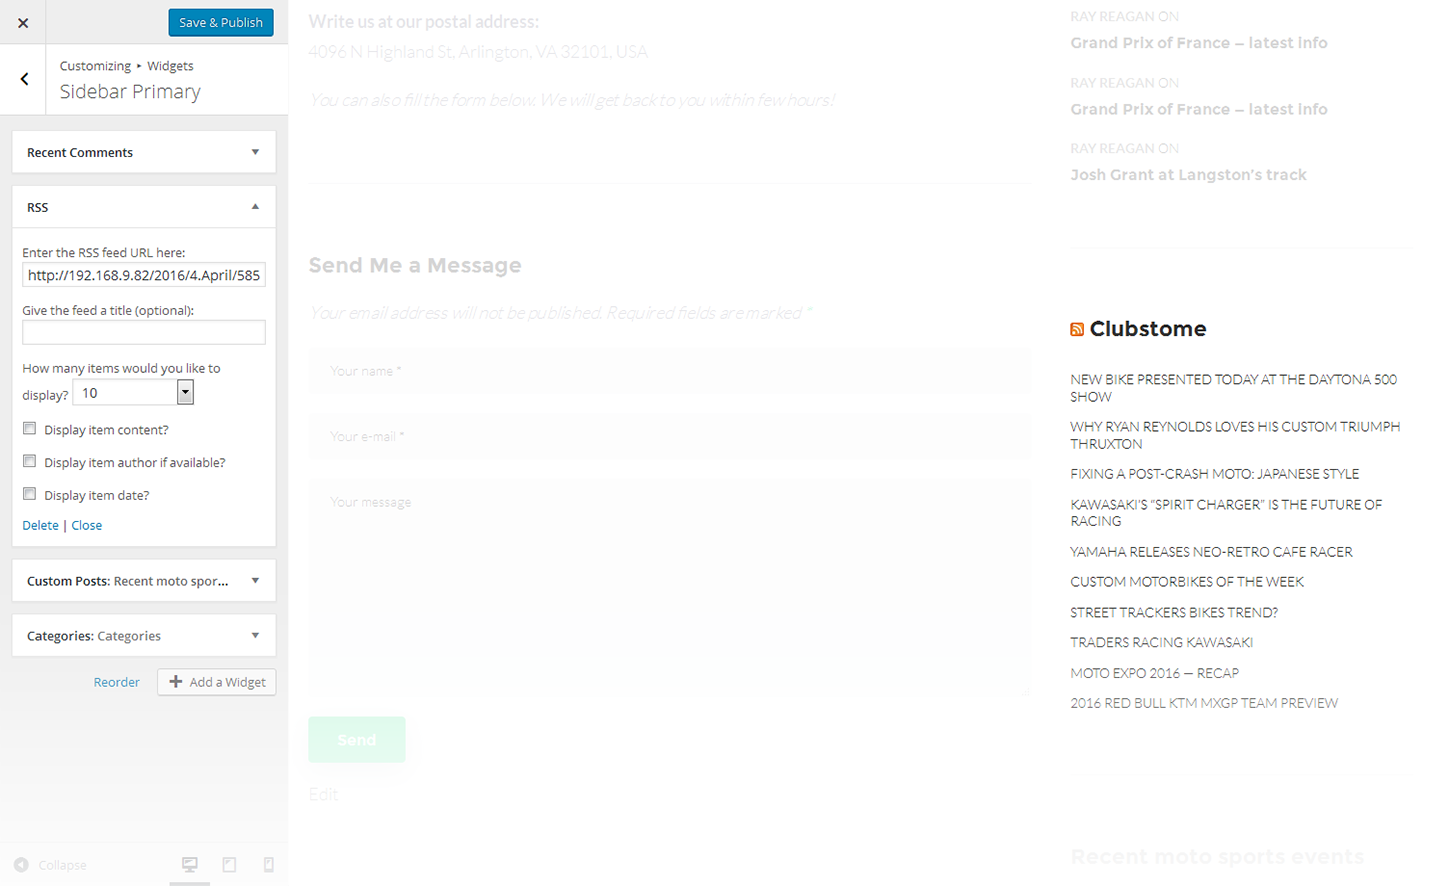 Save & Publish
Customizing ▸ Widgets
Sidebar Primary
Recent Comments
RSS
Enter the RSS feed URL here:
http://192.168.9.82/2016/4.April/585
Give the feed a title (optional):
How many items would you like to
display? 10
Display item content?
Display item author if available?
Display item date?
Delete | Close
Custom Posts: Recent moto spor...
Categories: Categories
Reorder
Add a Widget
Collapse
Write us at our postal address:
4096 N Highland St, Arlington, VA 32101, USA
You can also fill the form below. We will get back to you within few hours!
Send Me a Message
Your email address will not be published. Required fields are marked *
Your name *
Your e-mail *
Your message
Send
Edit
RAY REAGAN ON
Grand Prix of France – latest info
RAY REAGAN ON
Grand Prix of France – latest info
RAY REAGAN ON
Josh Grant at Langston's track
Clubstome
NEW BIKE PRESENTED TODAY AT THE DAYTONA 500
SHOW
WHY RYAN REYNOLDS LOVES HIS CUSTOM TRIUMPH
THRUXTON
FIXING A POST-CRASH MOTO: JAPANESE STYLE
KAWASAKI'S "SPIRIT CHARGER" IS THE FUTURE OF
RACING
YAMAHA RELEASES NEO-RETRO CAFE RACER
CUSTOM MOTORBIKES OF THE WEEK
STREET TRACKERS BIKES TREND?
TRADERS RACING KAWASAKI
MOTO EXPO 2016 — RECAP
2016 RED BULL KTM MXGP TEAM PREVIEW
Recent moto sports events